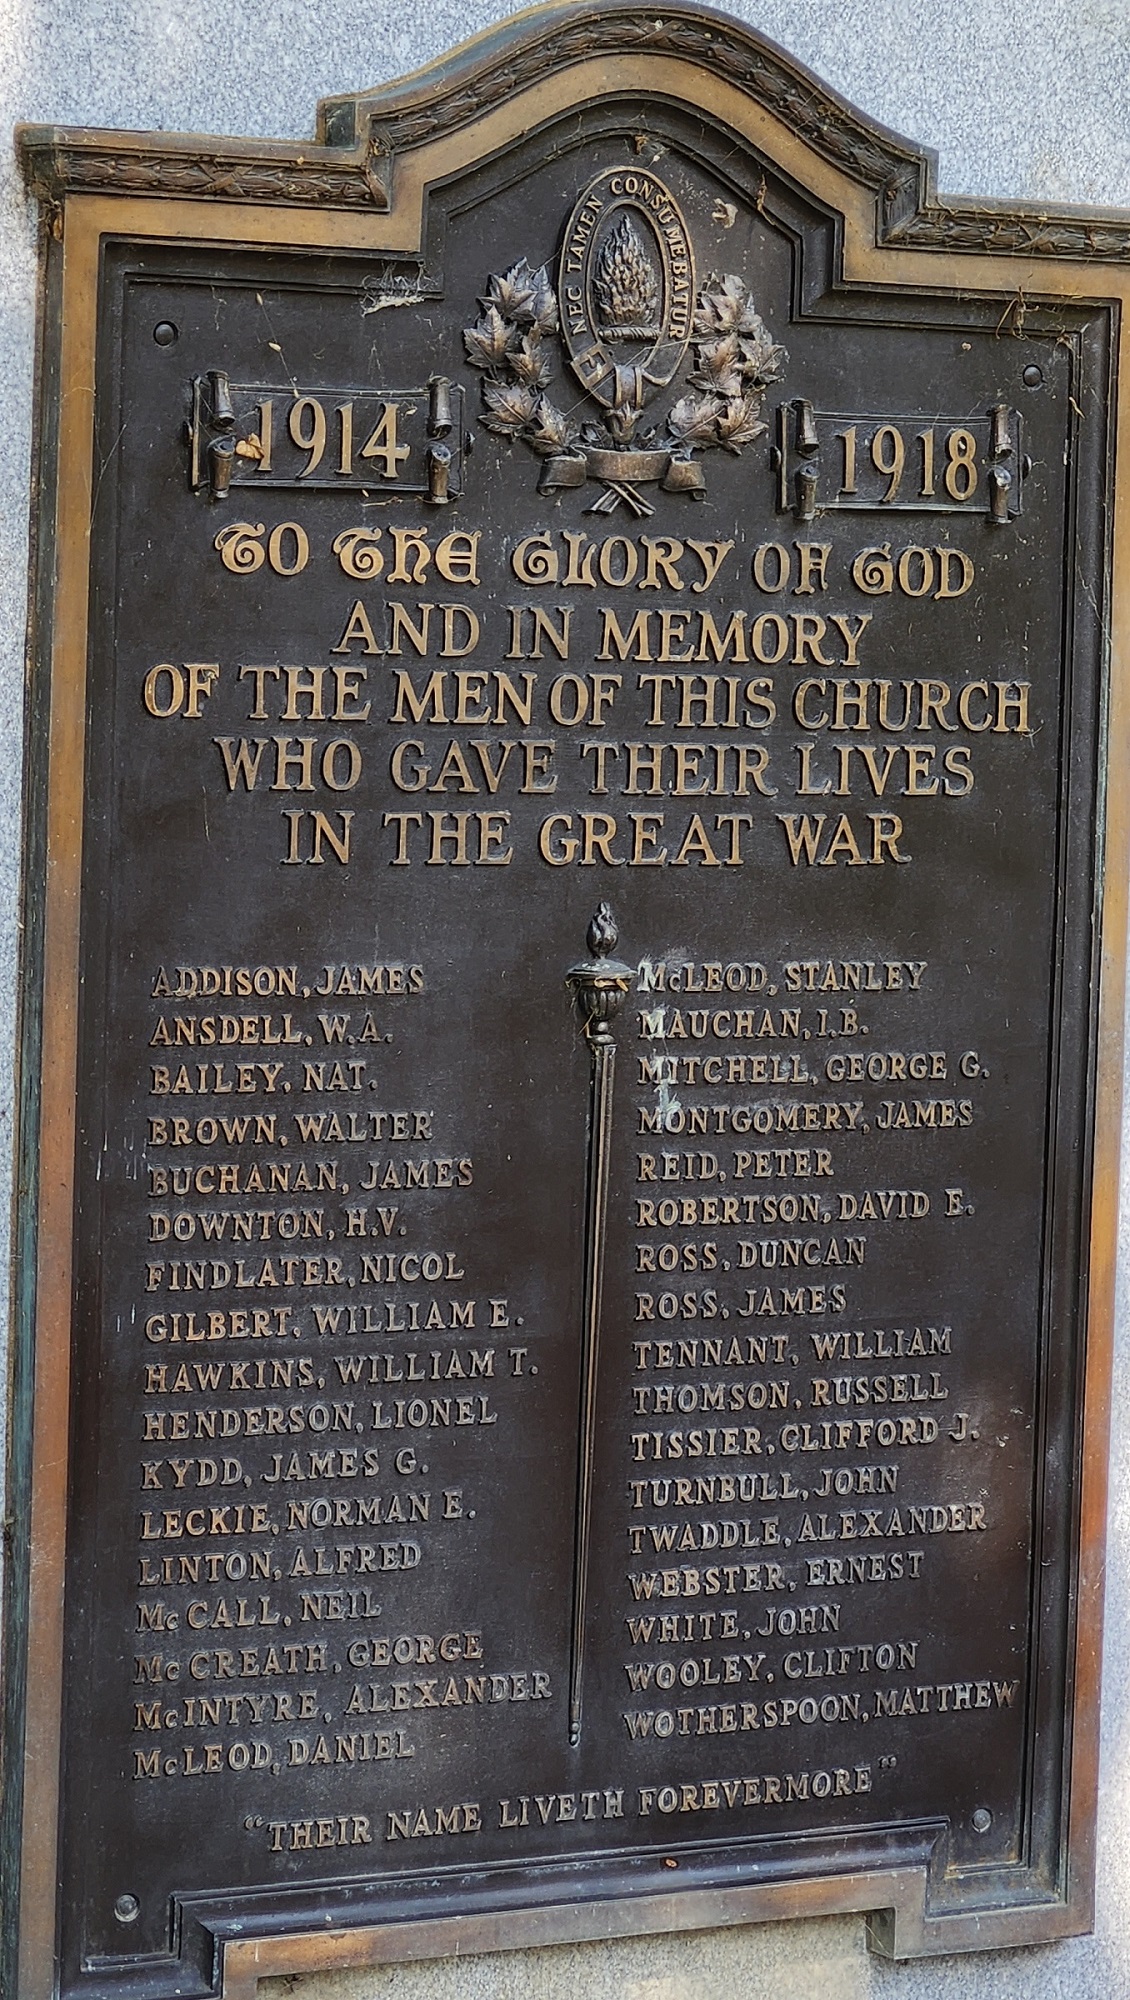 NEC TAMEN CONSUMEBATUR
1914
1918
TO THE GLORY OF GOD
AND IN MEMORY
OF THE MEN OF THIS CHURCH
WHO GAVE THEIR LIVES
IN THE GREAT WAR
ADDISON, JAMES
ANSDELL, W.A.
BAILEY, NAT.
BROWN, WALTER
BUCHANAN, JAMES
DOWNTON, H.V.
FINDLATER, NICOL
GILBERT, WILLIAM E.
HAWKINS, WILLIAM T.
HENDERSON, LIONEL
KYDD, JAMES G.
LECKIE, NORMAN E.
LINTON, ALFRED
McCALL, NEIL
McCREATH, GEORGE
McINTYRE, ALEXANDER
McLEOD, DANIEL
McLEOD, STANLEY
MAUCHAN, I.B.
MITCHELL, GEORGE G.
MONTGOMERY, JAMES
REID, PETER
ROBERTSON, DAVID E.
ROSS, DUNCAN
ROSS, JAMES
TENNANT, WILLIAM
THOMSON, RUSSELL
TISSIER, CLIFFORD J.
TURNBULL, JOHN
TWADDLE, ALEXANDER
WEBSTER, ERNEST
WHITE, JOHN
WOOLEY, CLIFTON
WOTHERSPOON, MATTHEW
"THEIR NAME LIVETH FOREVERMORE"